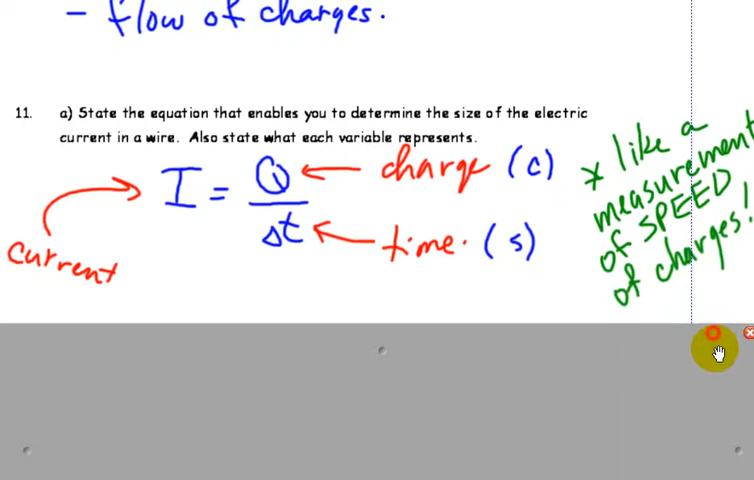 - flow of charges.
11. a) State the equation that enables you to determine the size of the electric
current in a wire. Also state what each variable represents.
I = Q/Δt
charge (c)
time. (s)
current
* like a
measurement
of SPEED
of charges!